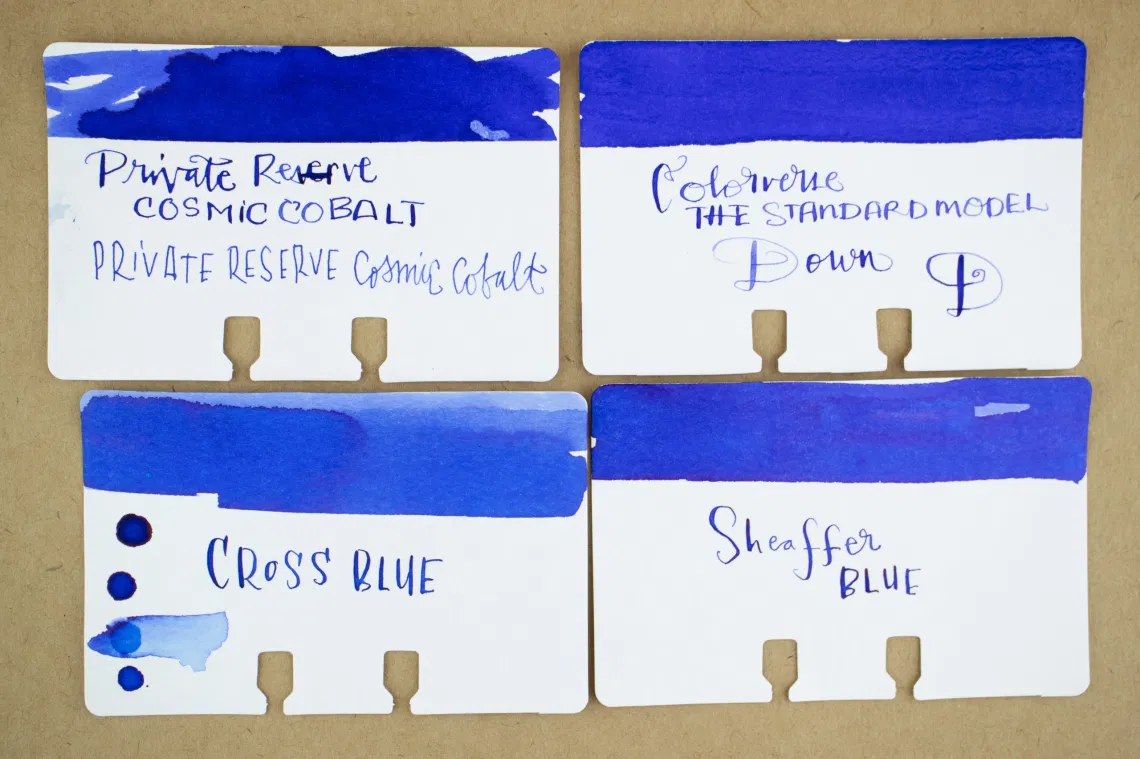 Private Reserve
COSMIC COBALT
PRIVATE RESERVE Cosmic Cobalt
Colorverse
THE STANDARD MODEL
Down D
CROSS BLUE
Sheaffer
BLUE